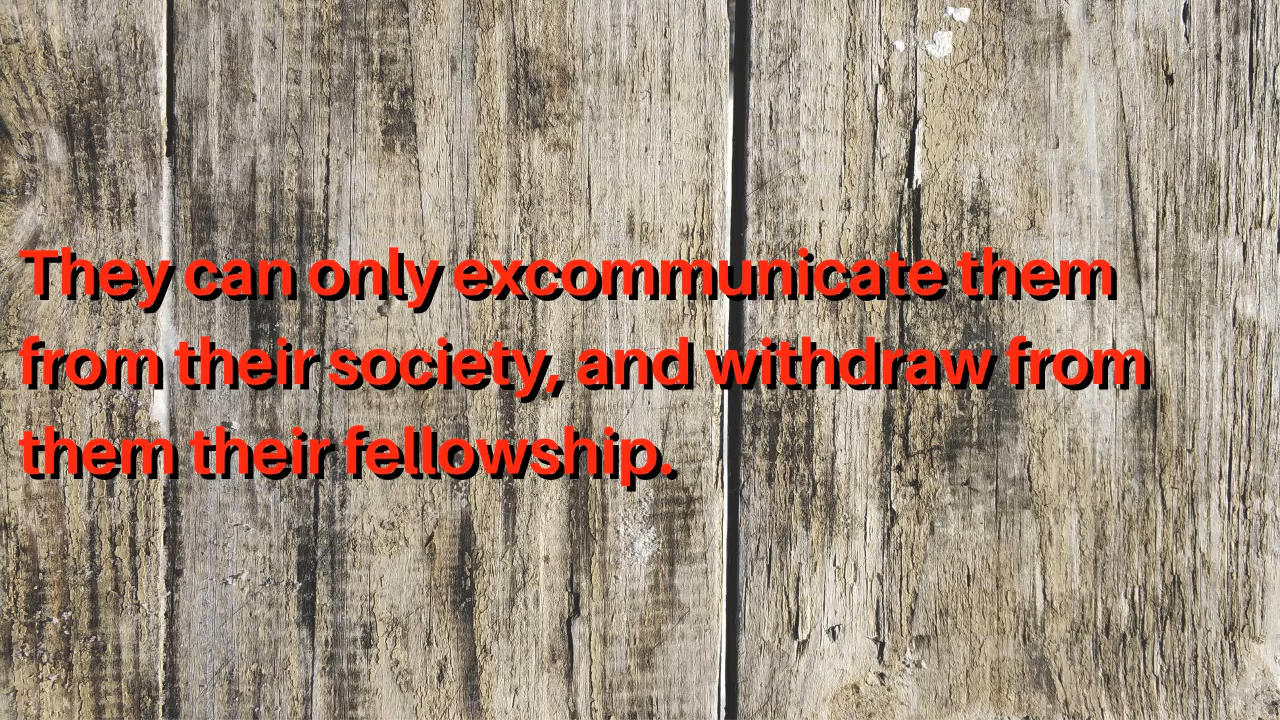 They can only excommunicate them
from their society, and withdraw from
them their fellowship.